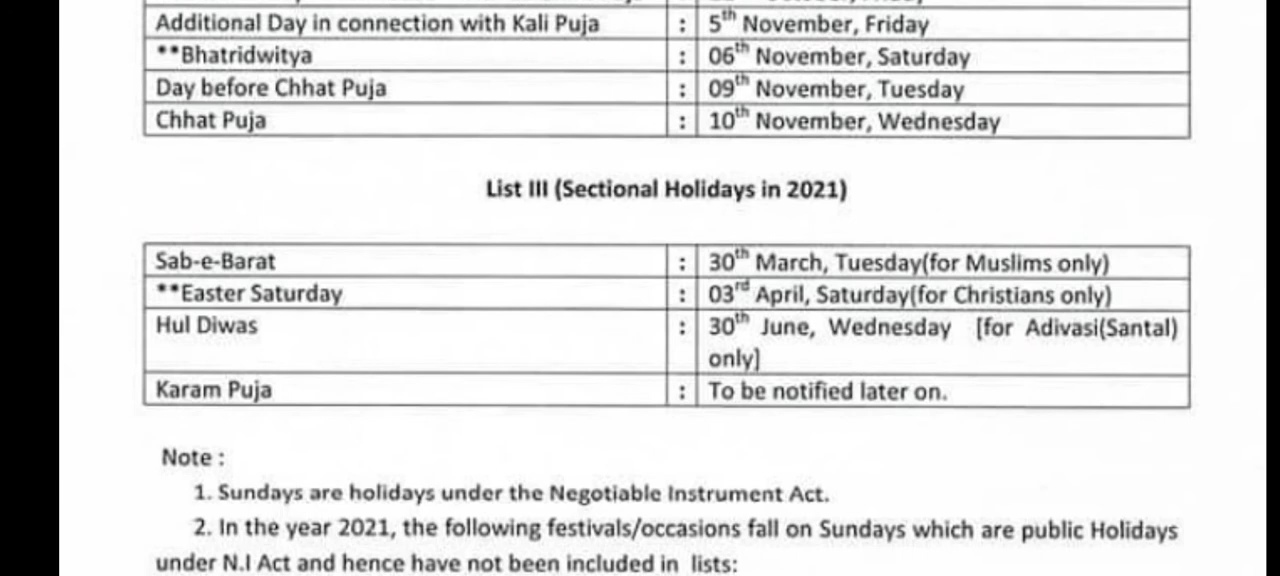 Additional Day in connection with Kali Puja : 5th November, Friday
**Bhatridwitya : 06th November, Saturday
Day before Chhat Puja : 09th November, Tuesday
Chhat Puja : 10th November, Wednesday
List III (Sectional Holidays in 2021)
Sab-e-Barat : 30th March, Tuesday(for Muslims only)
**Easter Saturday : 03rd April, Saturday(for Christians only)
Hul Diwas : 30th June, Wednesday [for Adivasi(Santal)
only]
Karam Puja : To be notified later on.
Note :
1. Sundays are holidays under the Negotiable Instrument Act.
2. In the year 2021, the following festivals/occasions fall on Sundays which are public Holidays
under N.I Act and hence have not been included in lists: